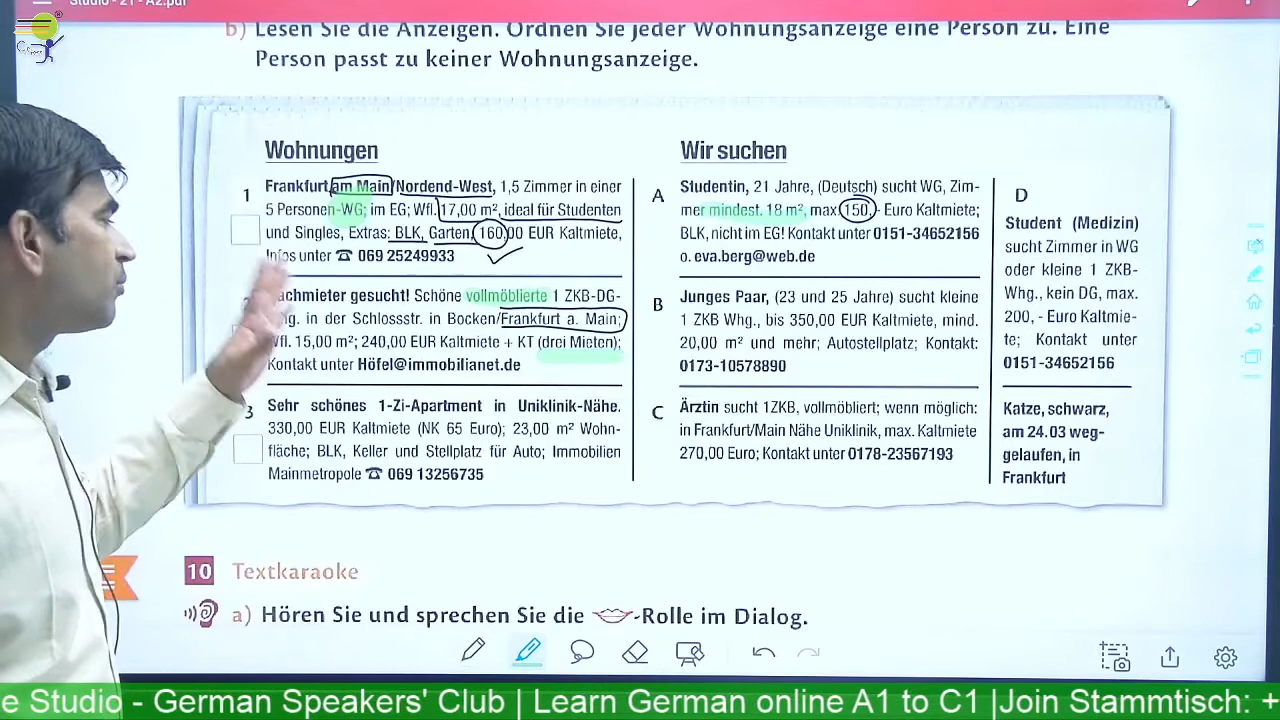 Studio - 21 - A2.pdf
b) Lesen Sie die Anzeigen. Ordnen Sie jeder Wohnungsanzeige eine Person zu. Eine
Person passt zu keiner Wohnungsanzeige.
Wohnungen
1
Frankfurt am Main/Nordend-West, 1,5 Zimmer in einer
5 Personen-WG; im EG; Wfl. 17,00 m², ideal für Studenten
und Singles, Extras: BLK, Garten, 160,00 EUR Kaltmiete,
Infos unter ☎ 069 25249933
Nachmieter gesucht! Schöne vollmöblierte 1 ZKB-DG-
in der Schlossstr. in Bocken/Frankfurt a. Main;
Wfl. 15,00 m²; 240,00 EUR Kaltmiete + KT (drei Mieten);
Kontakt unter Höfel@immobilianet.de
3
Sehr schönes 1-Zi-Apartment in Uniklinik-Nähe.
330,00 EUR Kaltmiete (NK 65 Euro); 23,00 m² Wohn-
fläche; BLK, Keller und Stellplatz für Auto; Immobilien
Mainmetropole ☎ 069 13256735
Wir suchen
A
Studentin, 21 Jahre, (Deutsch) sucht WG, Zim-
mer mindest. 18 m², max 150,- Euro Kaltmiete;
BLK, nicht im EG! Kontakt unter 0151-34652156
o. eva.berg@web.de
B
Junges Paar, (23 und 25 Jahre) sucht kleine
1 ZKB Whg., bis 350,00 EUR Kaltmiete, mind.
20,00 m² und mehr; Autostellplatz; Kontakt:
0173-10578890
C
Ärztin sucht 1ZKB, vollmöbliert; wenn möglich:
in Frankfurt/Main Nähe Uniklinik, max. Kaltmiete
270,00 Euro; Kontakt unter 0178-23567193
D
Student (Medizin)
sucht Zimmer in WG
oder kleine 1 ZKB-
Whg., kein DG, max.
200, - Euro Kaltmie-
te; Kontakt unter
0151-34652156
Katze, schwarz,
am 24.03 weg-
gelaufen, in
Frankfurt
10 Textkaraoke
a) Hören Sie und sprechen Sie die -Rolle im Dialog.
e Studio - German Speakers' Club | Learn German online A1 to C1 |Join Stammtisch: +